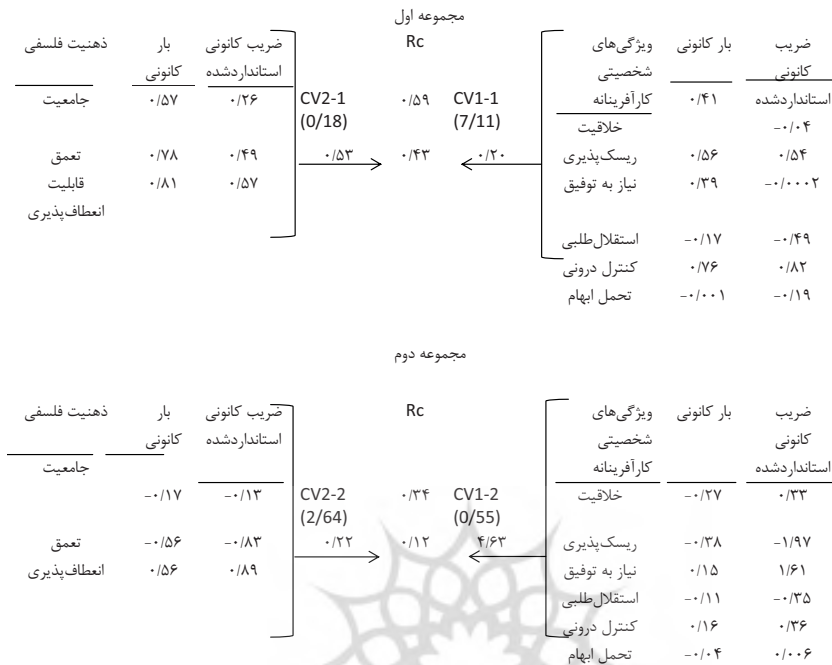 مجموعه اول
ویژگی‌های بار کانونی ضریب Rc ضریب کانونی بار ذهنیت فلسفی
شخصیتی کانونی استانداردشده کانونی
کارآفرینانه ۰/۴۱ استانداردشده CV1-1 ۰/۵۹ CV2-1 ۰/۲۶ ۰/۵۷ جامعیت
(7/11) (0/18)
خلاقیت −۰/۰۴
ریسک‌پذیری ۰/۵۶ ۰/۵۴ ۰/۲۰ ۰/۴۳ ۰/۵۳ ۰/۴۹ ۰/۷۸ تعمق
نیاز به توفیق ۰/۳۹ −۰/۰۰۰۲ ۰/۵۷ ۰/۸۱ قابلیت
انعطاف‌پذیری
استقلال‌طلبی −۰/۱۷ −۰/۴۹
کنترل درونی ۰/۷۶ ۰/۸۲
تحمل ابهام −۰/۰۰۱ −۰/۱۹
مجموعه دوم
ویژگی‌های بار کانونی ضریب Rc ضریب کانونی بار ذهنیت فلسفی
شخصیتی کانونی استانداردشده کانونی
کارآفرینانه استانداردشده جامعیت
خلاقیت −۰/۲۷ ۰/۳۳ CV1-2 ۰/۳۴ CV2-2 −۰/۱۳ −۰/۱۷
(0/55) (2/64)
ریسک‌پذیری −۰/۳۸ −۱/۹۷ ۴/۶۳ ۰/۱۲ ۰/۲۲ −۰/۸۳ −۰/۵۶ تعمق
نیاز به توفیق ۰/۱۵ ۱/۶۱ ۰/۸۹ ۰/۵۶ انعطاف‌پذیری
استقلال‌طلبی −۰/۱۱ −۰/۳۵
کنترل درونی ۰/۱۶ ۰/۳۶
تحمل ابهام −۰/۰۴ ۰/۰۰۶